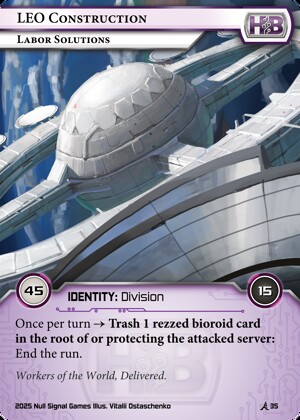 LEO Construction
Labor Solutions
HB
45
IDENTITY: Division
15
Once per turn → Trash 1 rezzed bioroid card
in the root of or protecting the attacked server:
End the run.
Workers of the World, Delivered.
2025 Null Signal Games Illus. Vitalii Ostaschenko
35